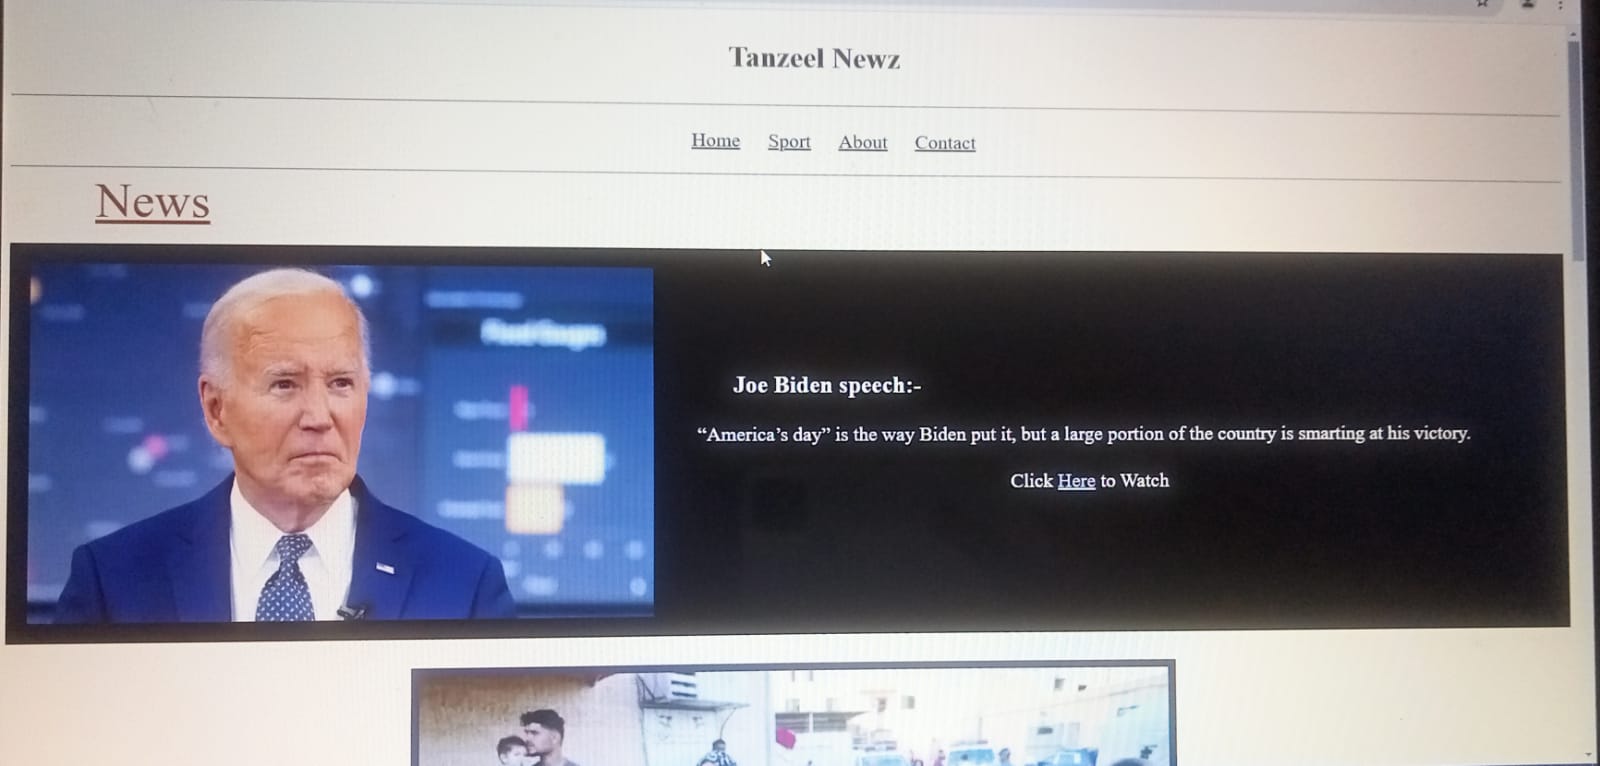 Tanzeel Newz
Home Sport About Contact
News
Joe Biden speech:-
“America’s day” is the way Biden put it, but a large portion of the country is smarting at his victory.
Click Here to Watch